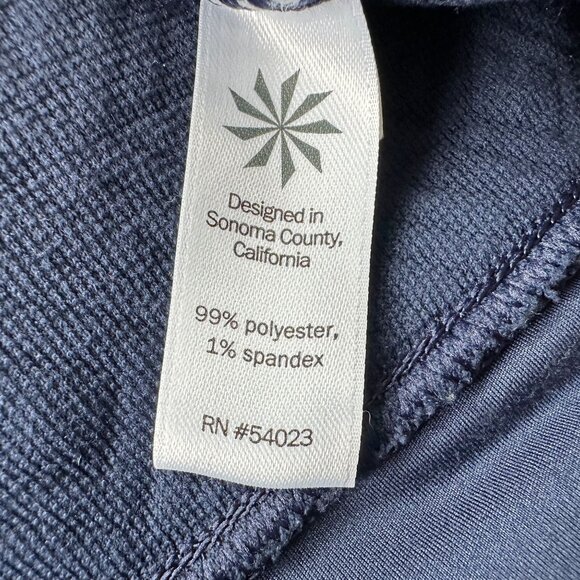 Designed in
Sonoma County,
California
99% polyester,
1% spandex
RN #54023